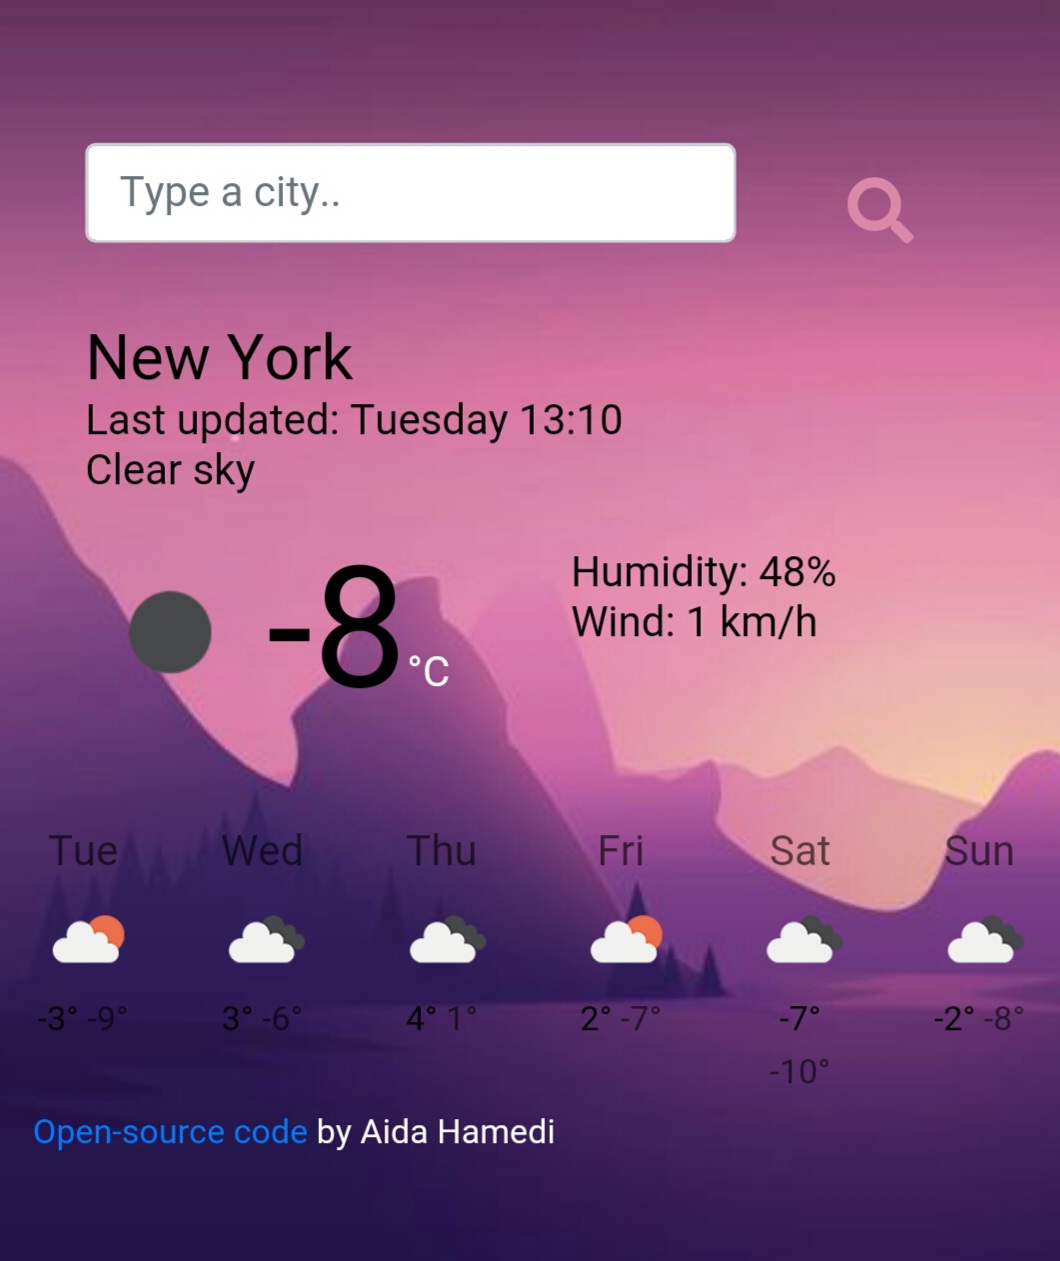 Type a city..
New York
Last updated: Tuesday 13:10
Clear sky
-8 °C
Humidity: 48%
Wind: 1 km/h
Tue Wed Thu Fri Sat Sun
-3° -9° 3° -6° 4° 1° 2° -7° -7° -2° -8°
-10°
Open-source code by Aida Hamedi